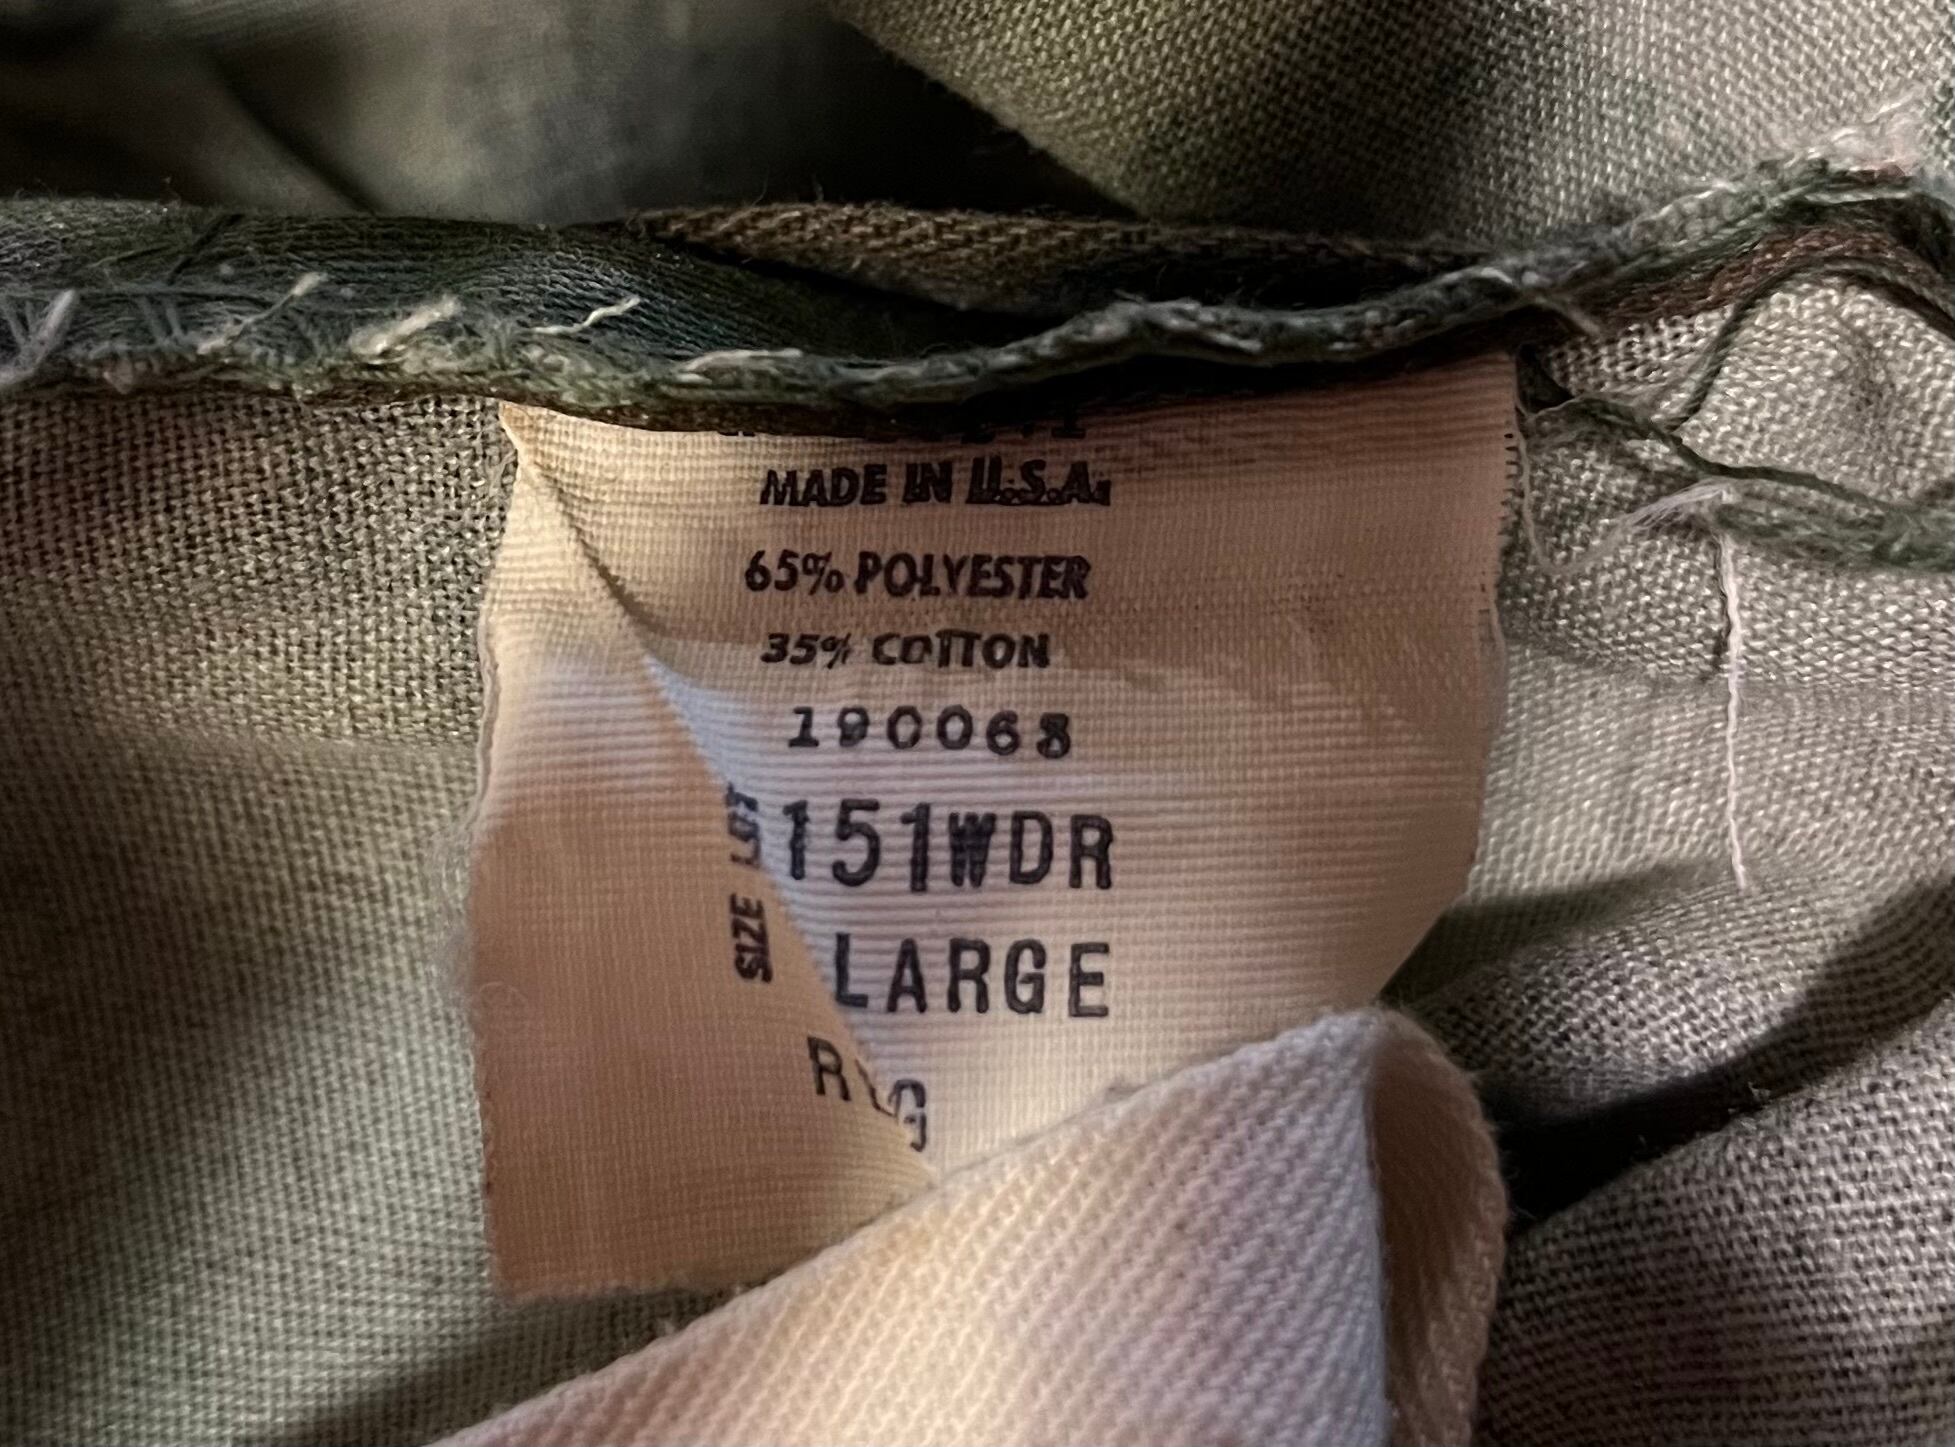 MADE IN U.S.A.
65% POLYESTER
35% COTTON
190068
LOT 151WDR
SIZE LARGE